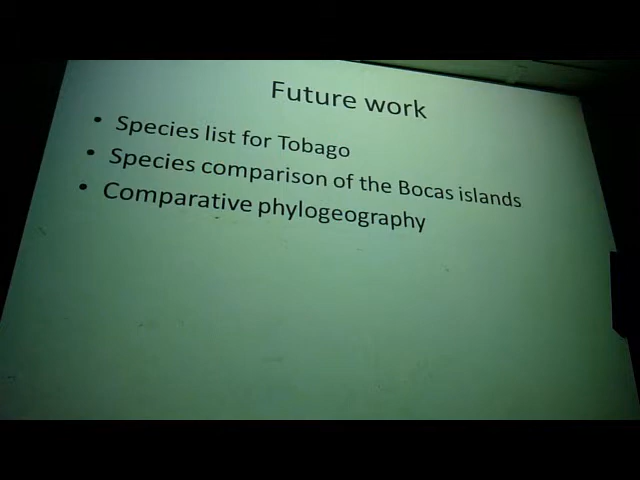 Future work
• Species list for Tobago
• Species comparison of the Bocas islands
• Comparative phylogeography